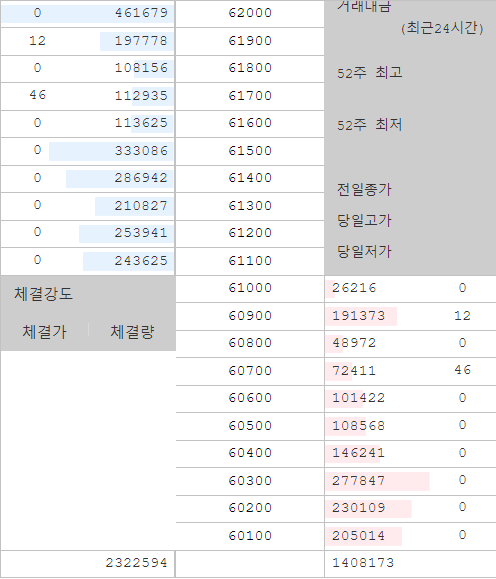 0 461679 62000 거래대금
(최근24시간)
12 197778 61900
0 108156 61800 52주 최고
46 112935 61700
0 113625 61600 52주 최저
0 333086 61500
0 286942 61400 전일종가
0 210827 61300 당일고가
0 253941 61200 당일저가
0 243625 61100
체결강도 61000 26216 0
체결가 체결량 60900 191373 12
60800 48972 0
60700 72411 46
60600 101422 0
60500 108568 0
60400 146241 0
60300 277847 0
60200 230109 0
60100 205014 0
2322594 1408173